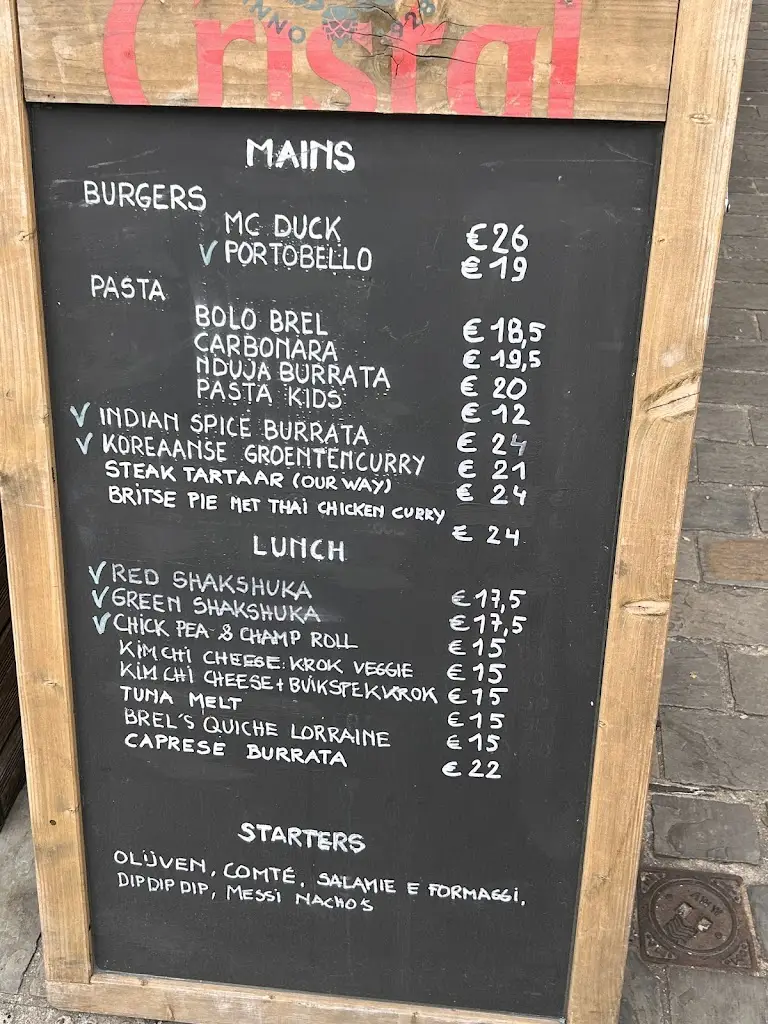 ANNO 1928
Cristal
MAINS
BURGERS
MC DUCK € 26
✓ PORTOBELLO € 19
PASTA
BOLO BREL € 18,5
CARBONARA € 19,5
NDUJA BURRATA € 20
PASTA KIDS € 12
✓ INDIAN SPICE BURRATA € 24
✓ KOREAANSE GROENTENCURRY € 21
STEAK TARTAAR (OUR WAY) € 24
BRITSE PIE MET THAI CHICKEN CURRY € 24
LUNCH
✓ RED SHAKSHUKA € 17,5
✓ GREEN SHAKSHUKA € 17,5
✓ CHICK PEA & CHAMP ROLL € 15
KIMCHI CHEESE KROK VEGGIE € 15
KIMCHI CHEESE + BUIKSPEKKROK € 15
TUNA MELT € 15
BREL'S QUICHE LORRAINE € 15
CAPRESE BURRATA € 22
STARTERS
OLIJVEN, COMTÉ, SALAMIE E FORMAGGI,
DIPDIPDIP, MESSI NACHOS